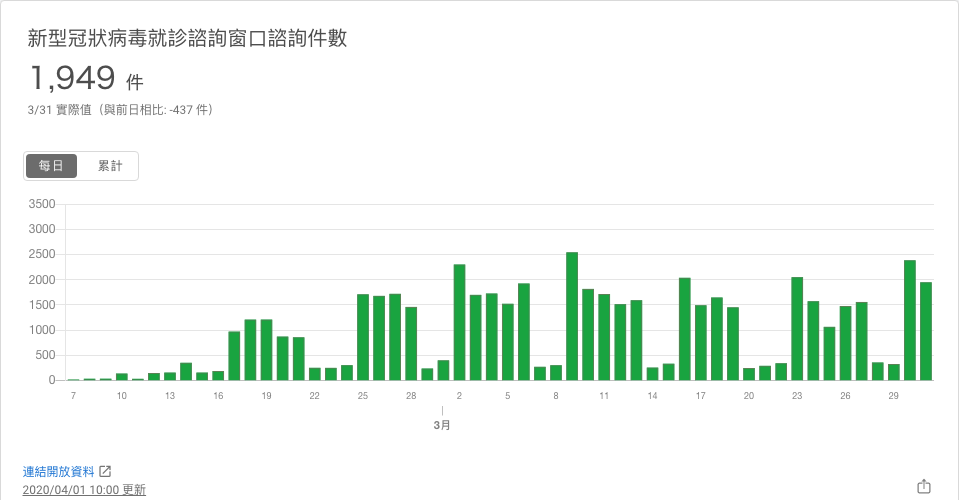 新型冠狀病毒就診諮詢窗口諮詢件數
1,949 件
3/31 實際值（與前日相比: -437 件）
每日 累計
3500
3000
2500
2000
1500
1000
500
0
7 10 13 16 19 22 25 28 2 5 8 11 14 17 20 23 26 29
3月
連結開放資料
2020/04/01 10:00 更新